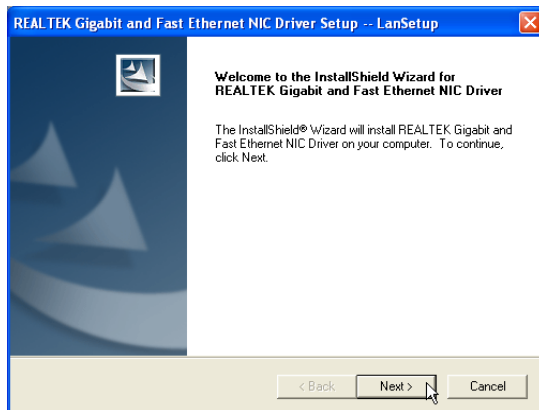 REALTEK Gigabit and Fast Ethernet NIC Driver Setup -- LanSetup
Welcome to the InstallShield Wizard for
REALTEK Gigabit and Fast Ethernet NIC Driver
The InstallShield® Wizard will install REALTEK Gigabit and
Fast Ethernet NIC Driver on your computer. To continue,
click Next.
< Back Next > Cancel